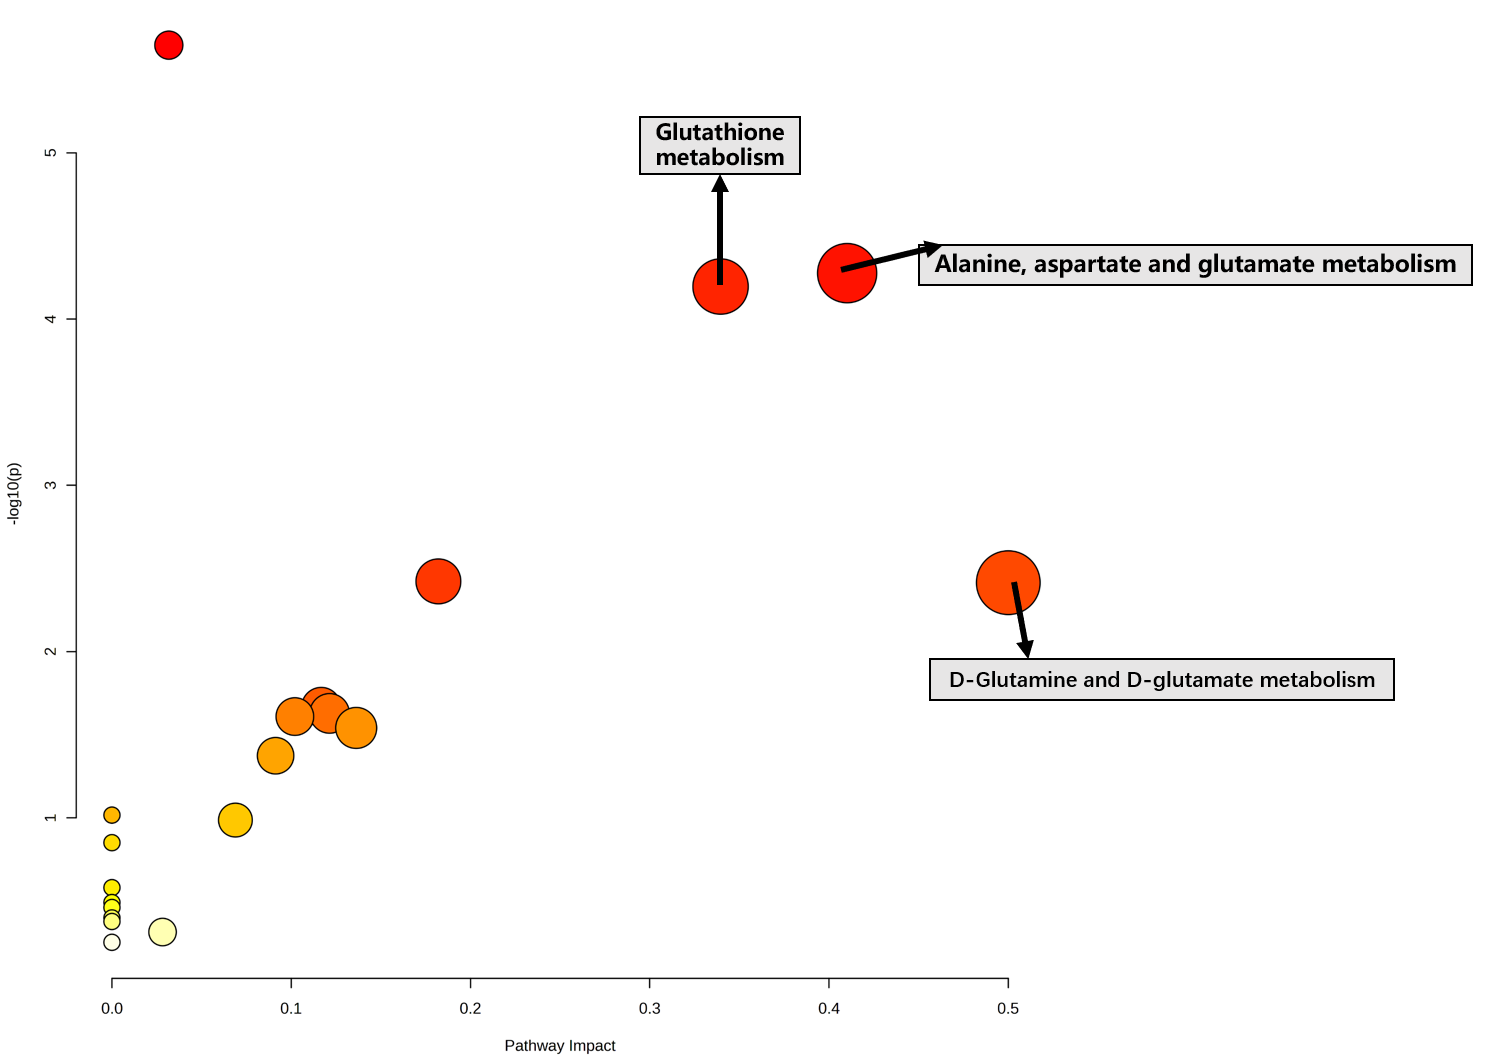 Glutathione
metabolism
Alanine, aspartate and glutamate metabolism
D-Glutamine and D-glutamate metabolism
-log10(p)
5
4
3
2
1
0.0
0.1
0.2
0.3
0.4
0.5
Pathway Impact